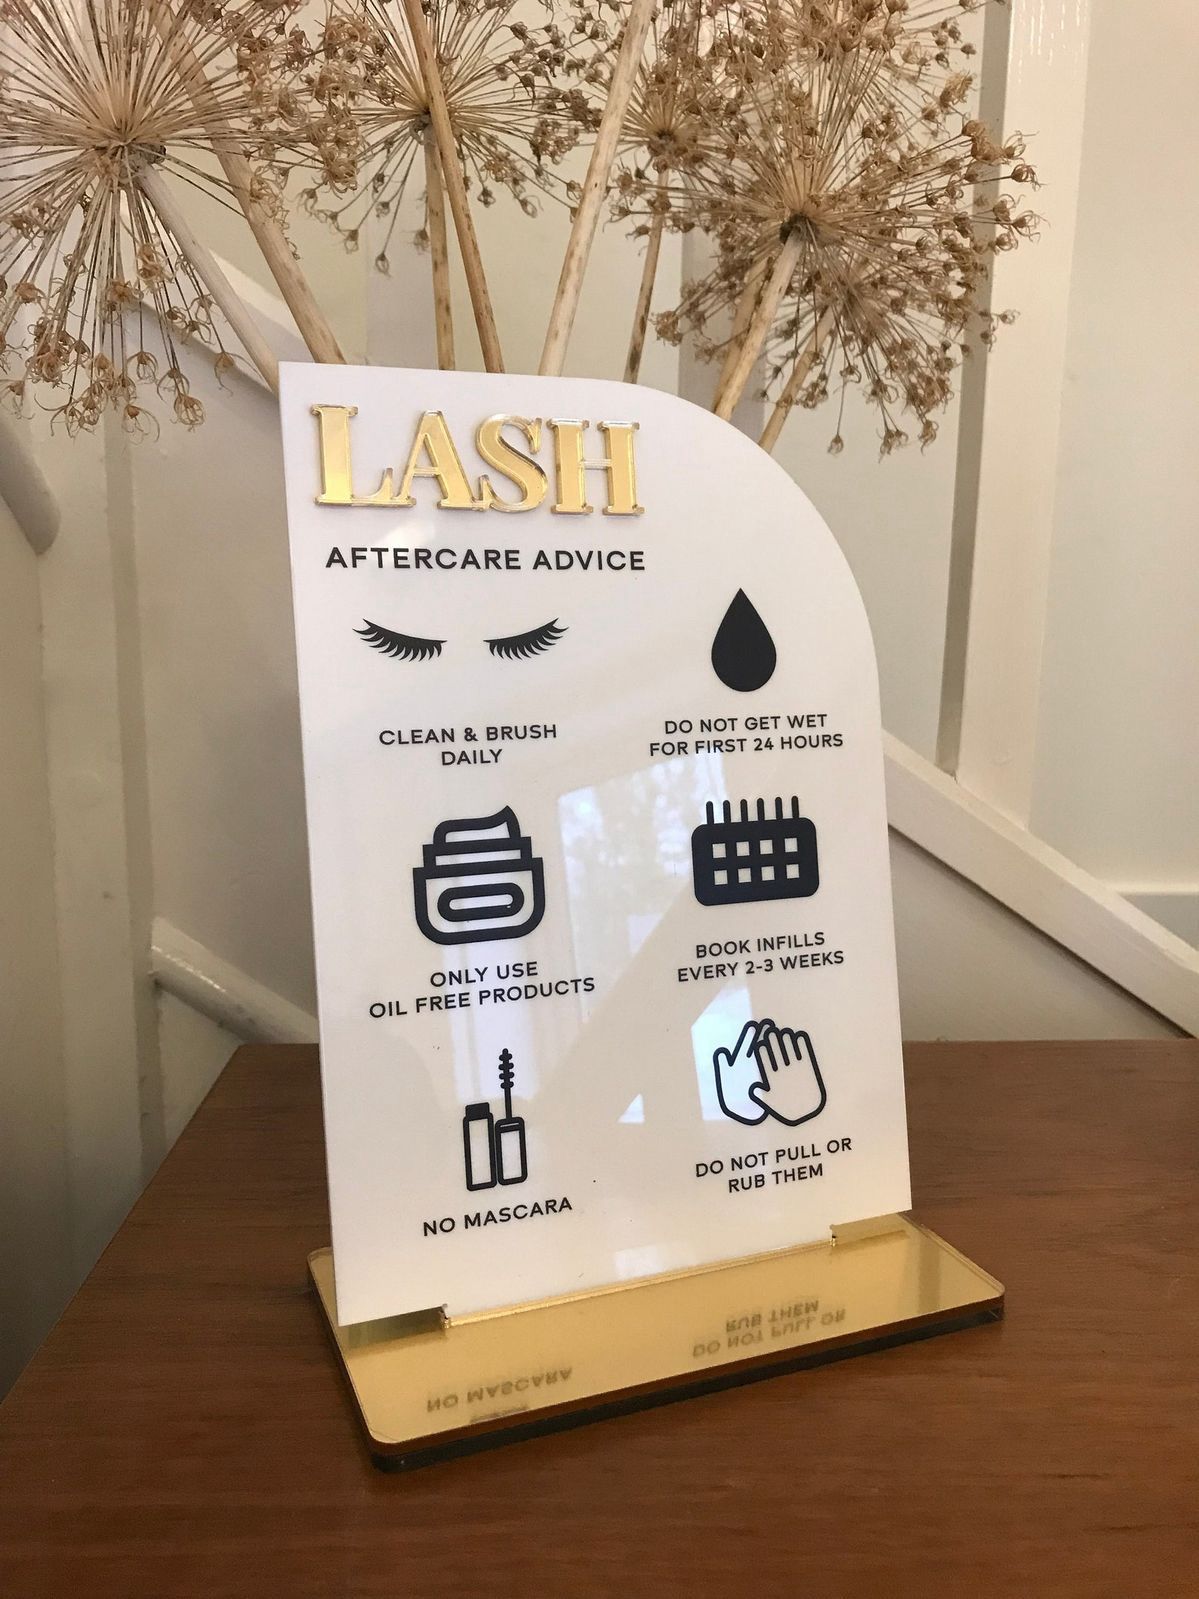 LASH
AFTERCARE ADVICE
CLEAN & BRUSH
DAILY
DO NOT GET WET
FOR FIRST 24 HOURS
ONLY USE
OIL FREE PRODUCTS
BOOK INFILLS
EVERY 2-3 WEEKS
NO MASCARA
DO NOT PULL OR
RUB THEM